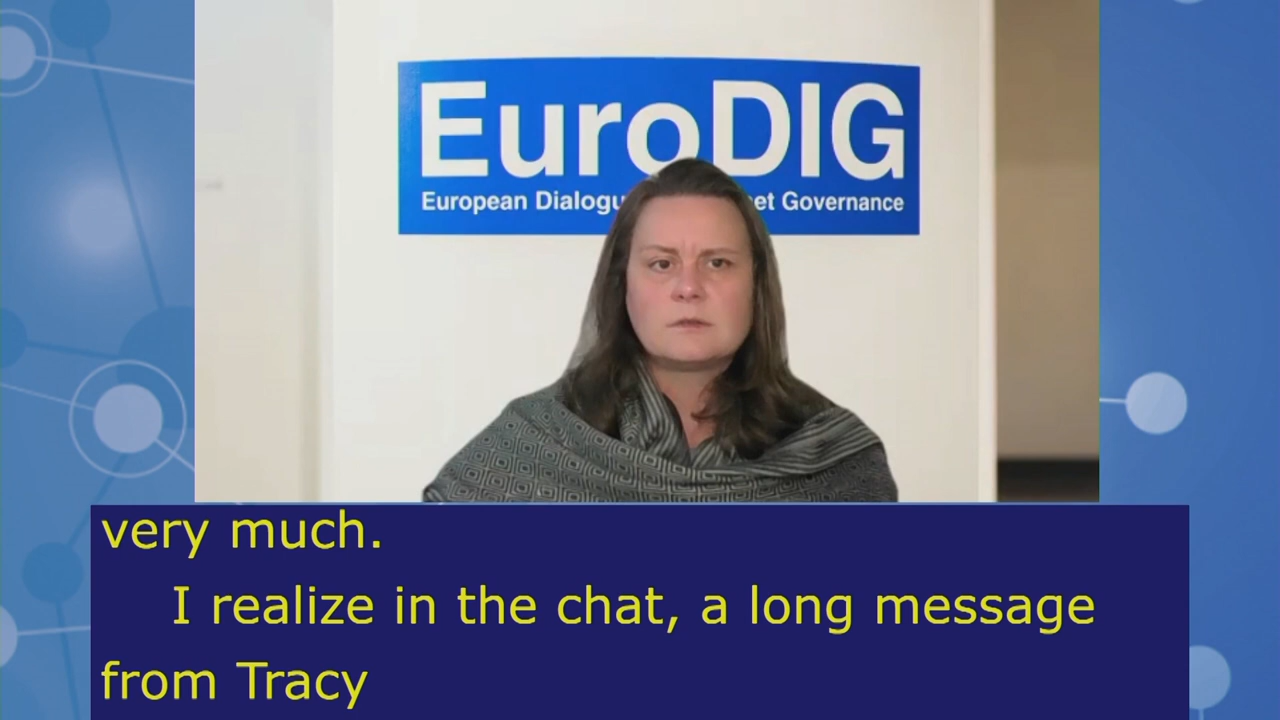 EuroDIG
European Dialogu et Governance
very much.
I realize in the chat, a long message
from Tracy